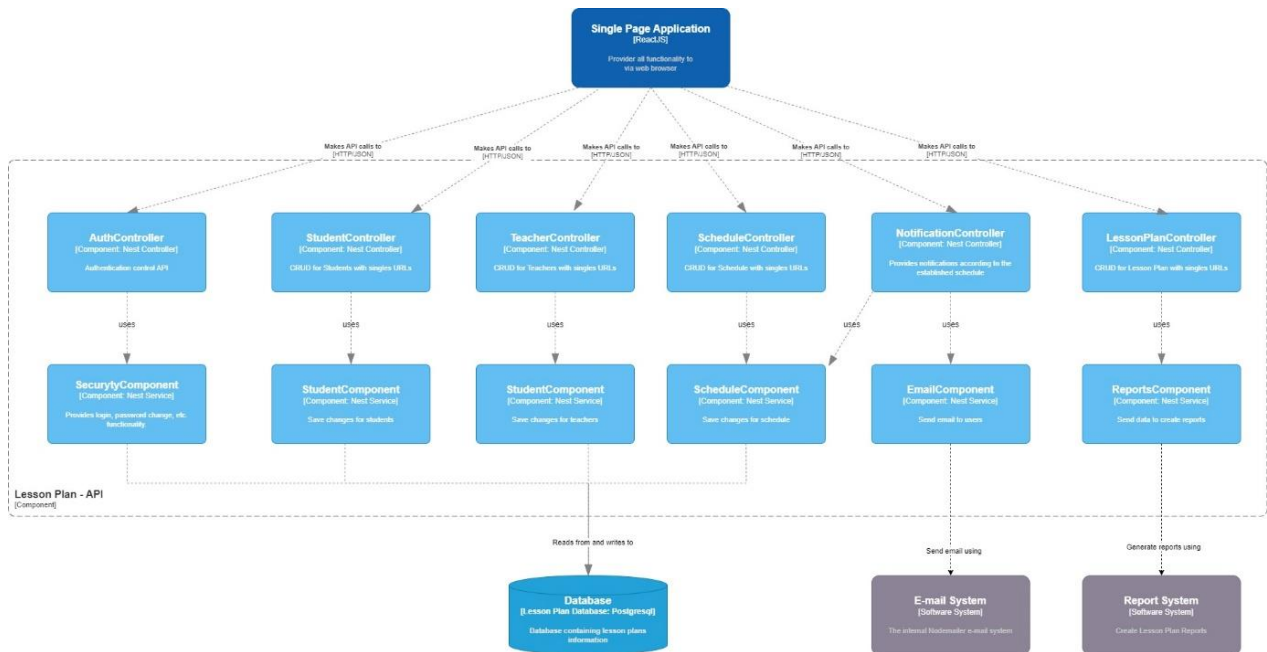 Single Page Application
[ReactJS]
Provider all functionality to
via web browser
Makes API calls to
[HTTP/JSON]
Makes API calls to
[HTTP/JSON]
Makes API calls to
[HTTP/JSON]
Makes API calls to
[HTTP/JSON]
Makes API calls to
[HTTP/JSON]
Makes API calls to
[HTTP/JSON]
AuthController
[Component: Nest Controller]
Authentication control API
StudentController
[Component: Nest Controller]
CRUD for Students with singles URLs
TeacherController
[Component: Nest Controller]
CRUD for Teachers with singles URLs
ScheduleController
[Component: Nest Controller]
CRUD for Schedule with singles URLs
NotificationController
[Component: Nest Controller]
Provides notifications according to the
established schedule
LessonPlanController
[Component: Nest Controller]
CRUD for Lesson Plan with singles URLs
uses
uses
uses
uses
uses
uses
uses
SecurytyComponent
[Component: Nest Service]
Provides login, password change, etc.
functionality
StudentComponent
[Component: Nest Service]
Save changes for students
StudentComponent
[Component: Nest Service]
Save changes for teachers
ScheduleComponent
[Component: Nest Service]
Save changes for schedule
EmailComponent
[Component: Nest Service]
Send email to users
ReportsComponent
[Component: Nest Service]
Send data to create reports
Lesson Plan - API
[Component]
Reads from and writes to
Send email using
Generate reports using
Database
[Lesson Plan Database: Postgresql]
Database containing lesson plans
information
E-mail System
[Software System]
The internal Nodemailer e-mail system
Report System
[Software System]
Create Lesson Plan Reports